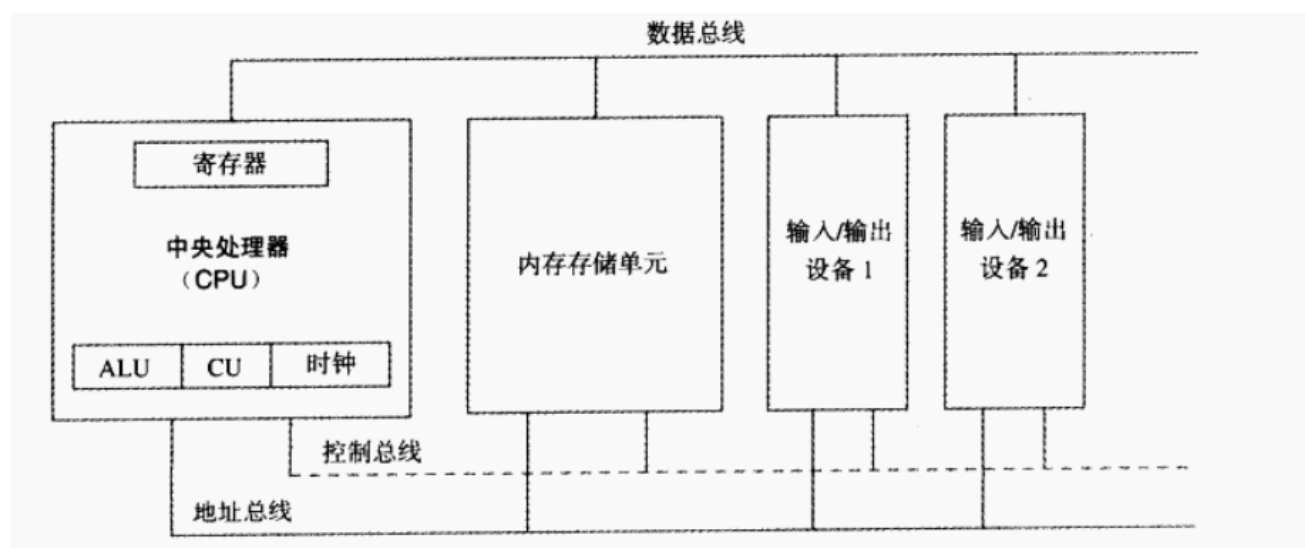 数据总线
寄存器
中央处理器
（CPU）
ALU
CU
时钟
内存存储单元
输入/输出
设备 1
输入/输出
设备 2
控制总线
地址总线